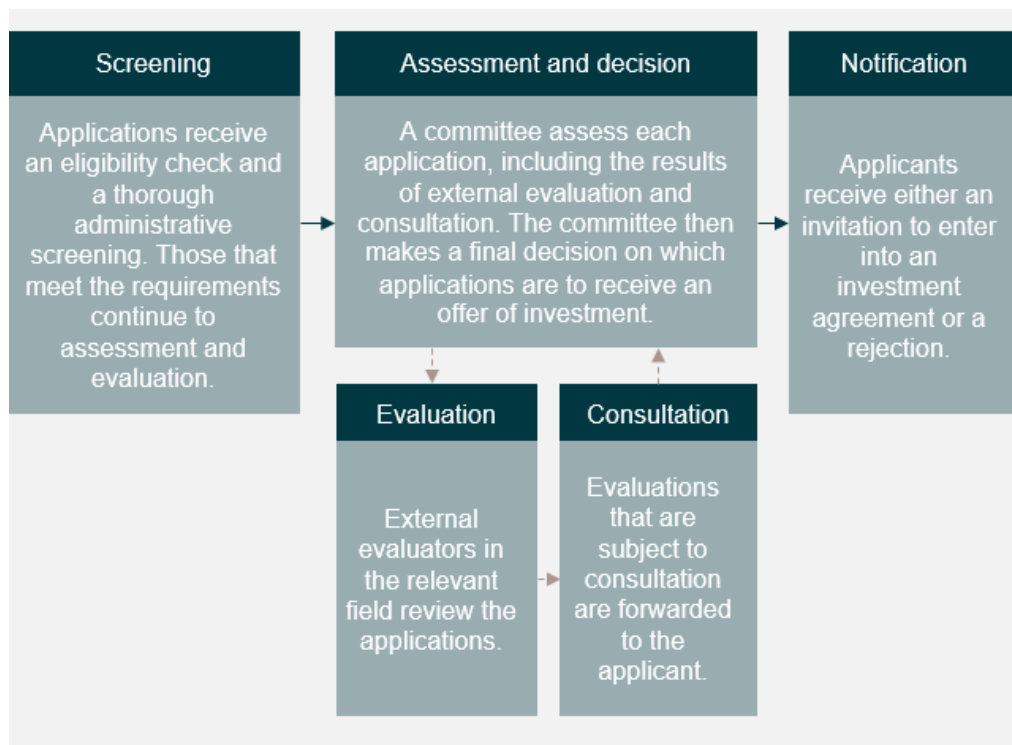 Screening
Applications receive
an eligibility check and
a thorough
administrative
screening. Those that
meet the requirements
continue to
assessment and
evaluation.
Assessment and decision
A committee assess each
application, including the results
of external evaluation and
consultation. The committee then
makes a final decision on which
applications are to receive an
offer of investment.
Notification
Applicants
receive either an
invitation to enter
into an
investment
agreement or a
rejection.
Evaluation
External
evaluators in
the relevant
field review the
applications.
Consultation
Evaluations
that are
subject to
consultation
are forwarded
to the
applicant.